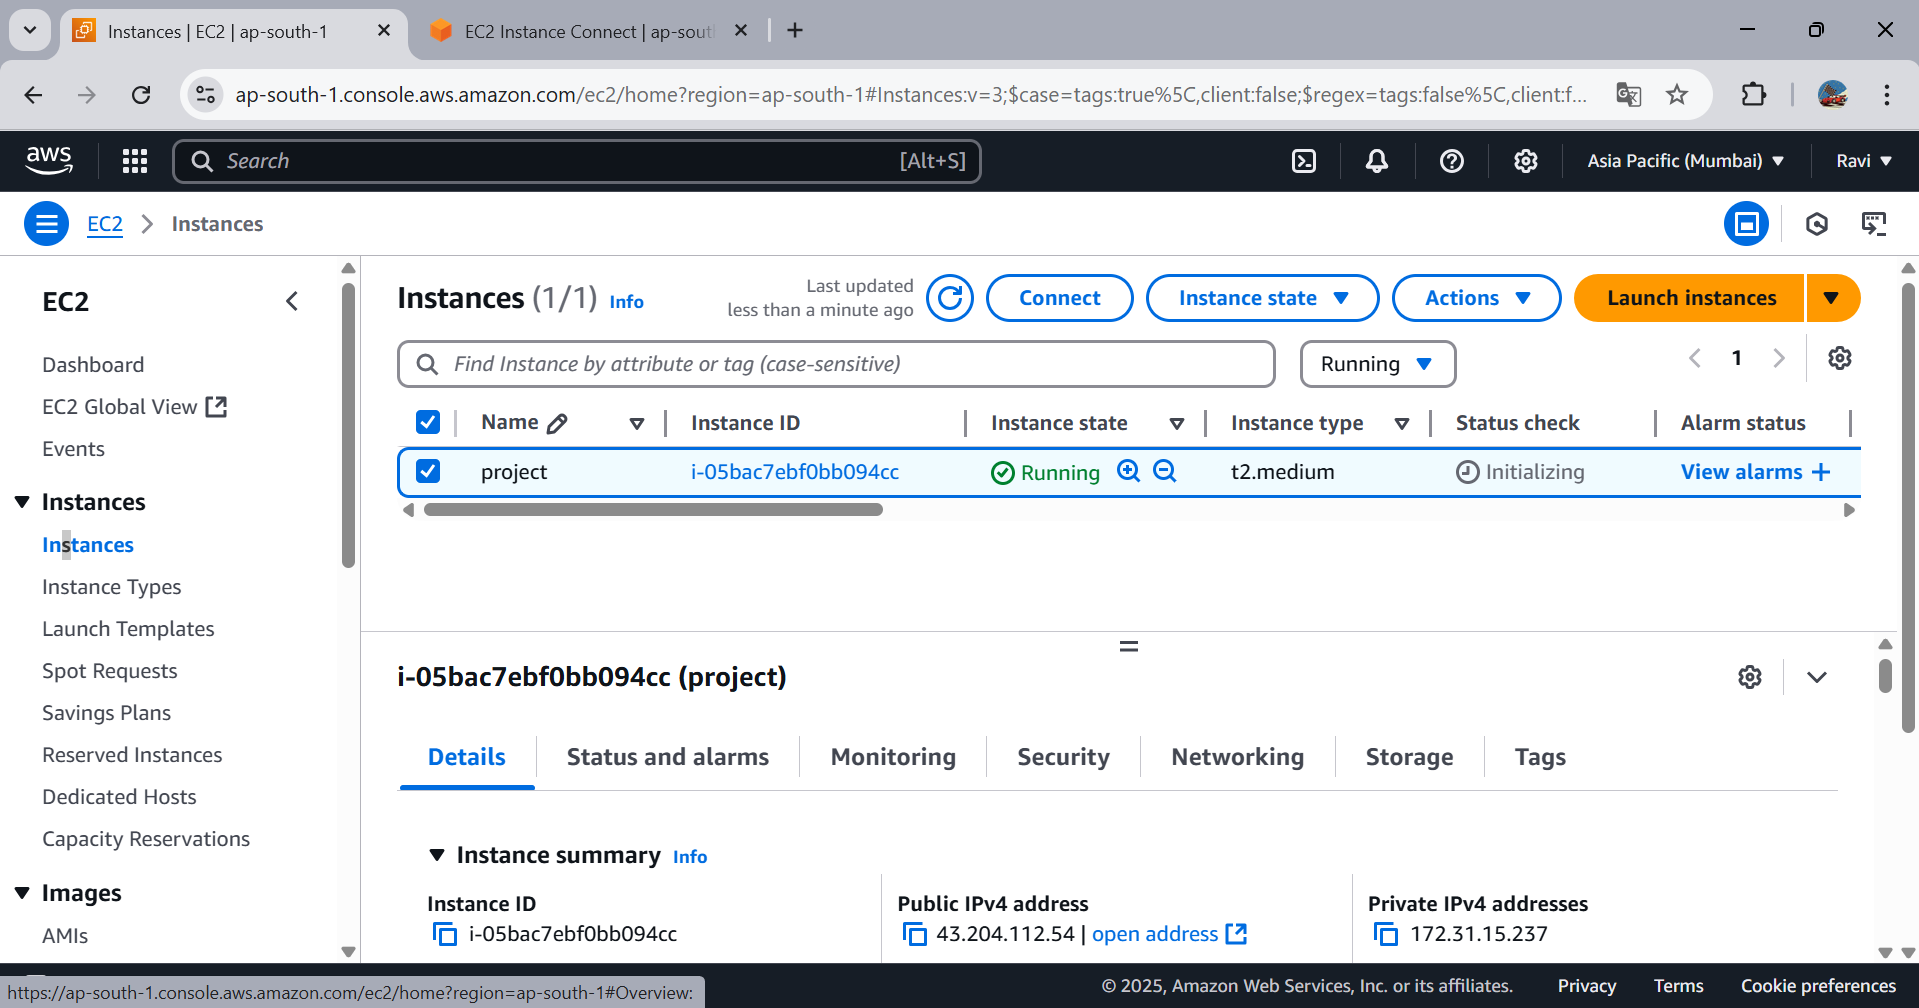 Instances | EC2 | ap-south-1
EC2 Instance Connect | ap-sout
ap-south-1.console.aws.amazon.com/ec2/home?region=ap-south-1#Instances:v=3;$case=tags:true%5C,client:false;$regex=tags:false%5C,client:f...
aws
Search
[Alt+S]
Asia Pacific (Mumbai)
Ravi
EC2
Instances
EC2
Dashboard
EC2 Global View
Events
Instances
Instances
Instance Types
Launch Templates
Spot Requests
Savings Plans
Reserved Instances
Dedicated Hosts
Capacity Reservations
Images
AMIs
Instances (1/1) Info
Last updated
less than a minute ago
Connect
Instance state
Actions
Launch instances
Find Instance by attribute or tag (case-sensitive)
Running
1
Name
Instance ID
Instance state
Instance type
Status check
Alarm status
project
i-05bac7ebf0bb094cc
Running
t2.medium
Initializing
View alarms +
i-05bac7ebf0bb094cc (project)
Details
Status and alarms
Monitoring
Security
Networking
Storage
Tags
Instance summary Info
Instance ID
i-05bac7ebf0bb094cc
Public IPv4 address
43.204.112.54 | open address
Private IPv4 addresses
172.31.15.237
https://ap-south-1.console.aws.amazon.com/ec2/home?region=ap-south-1#Overview:
© 2025, Amazon Web Services, Inc. or its affiliates.
Privacy
Terms
Cookie preferences